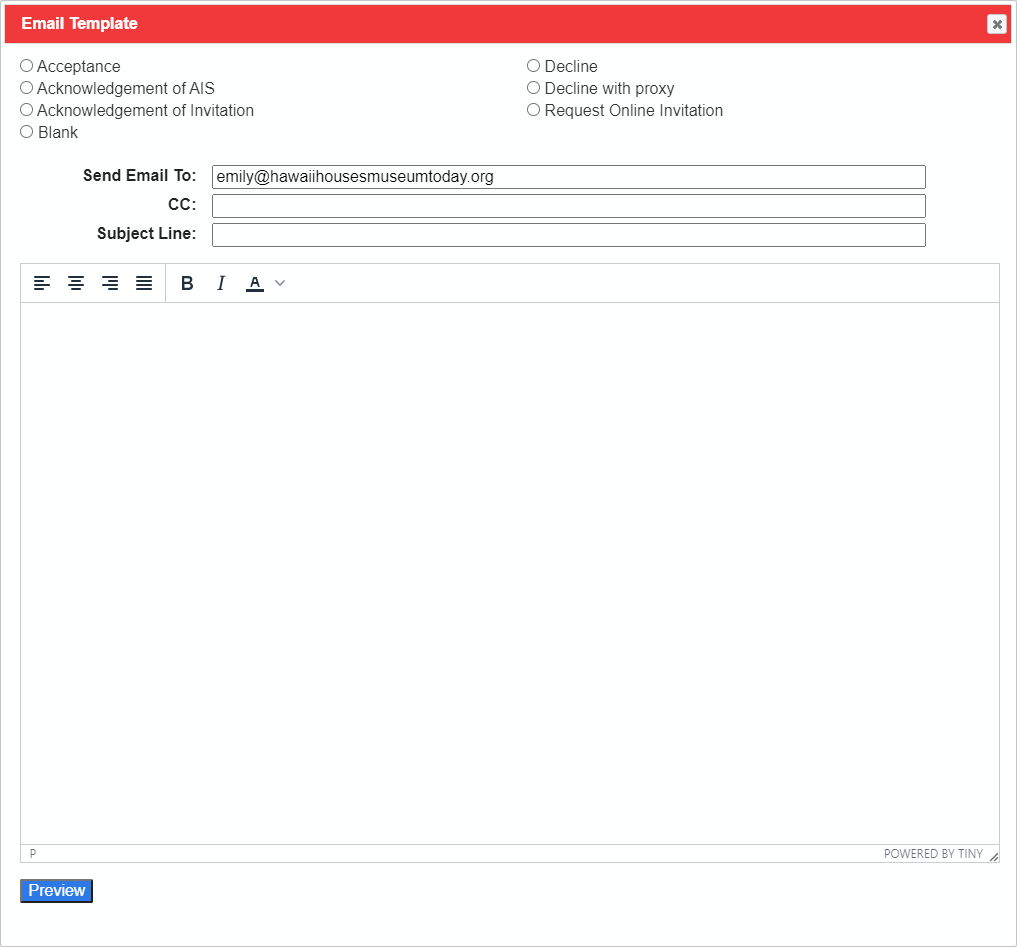 Email Template
Acceptance
Acknowledgement of AIS
Acknowledgement of Invitation
Blank
Decline
Decline with proxy
Request Online Invitation
Send Email To: emily@hawaiihousesmuseumtoday.org
CC:
Subject Line:
B I A
P POWERED BY TINY
Preview